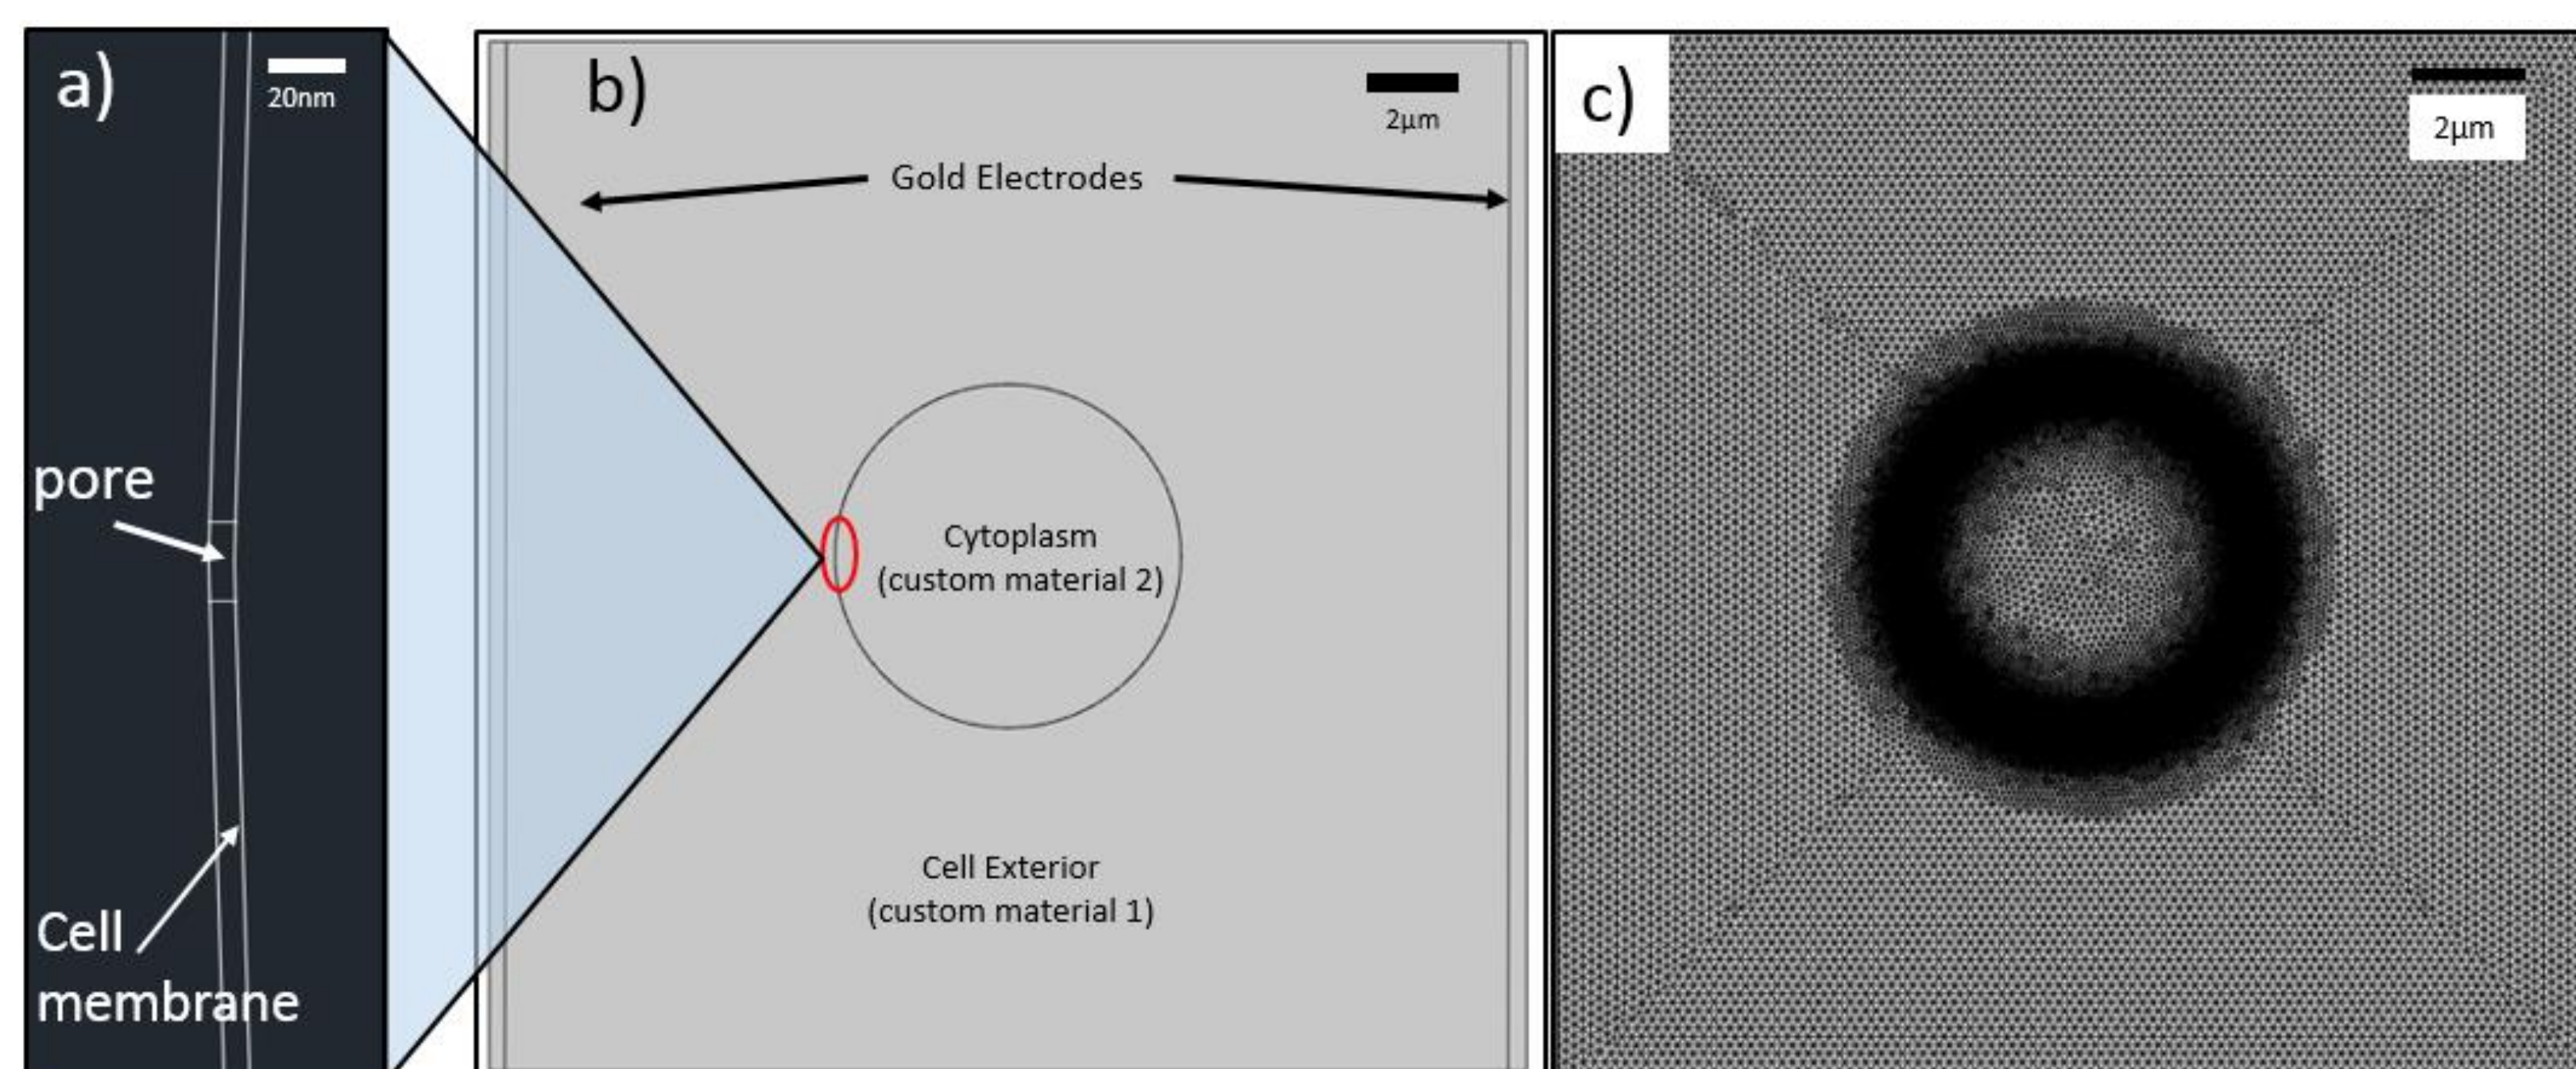 a)
20nm
pore
Cell
membrane
b)
2μm
Gold Electrodes
Cytoplasm
(custom material 2)
Cell Exterior
(custom material 1)
c)
2μm